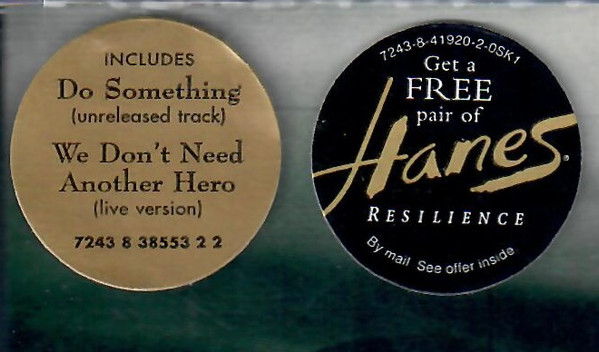 INCLUDES
Do Something
(unreleased track)
We Don't Need
Another Hero
(live version)
7243 8 38553 2 2
7243-8-41920-2-0SK1
Get a
FREE
pair of
Hanes®
RESILIENCE
By mail See offer inside